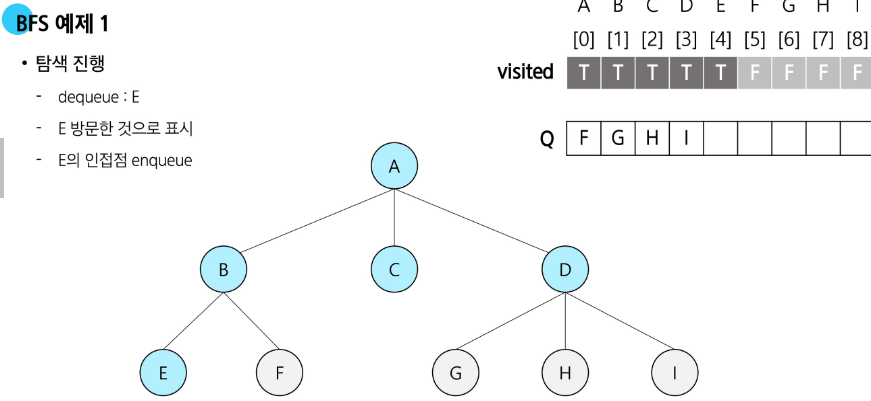 BFS 예제 1
• 탐색 진행
- dequeue : E
- E 방문한 것으로 표시
- E의 인접점 enqueue
A B C D E F G H I
[0] [1] [2] [3] [4] [5] [6] [7] [8]
visited T T T T T F F F F
Q F G H I
A
B C D
E F G H I